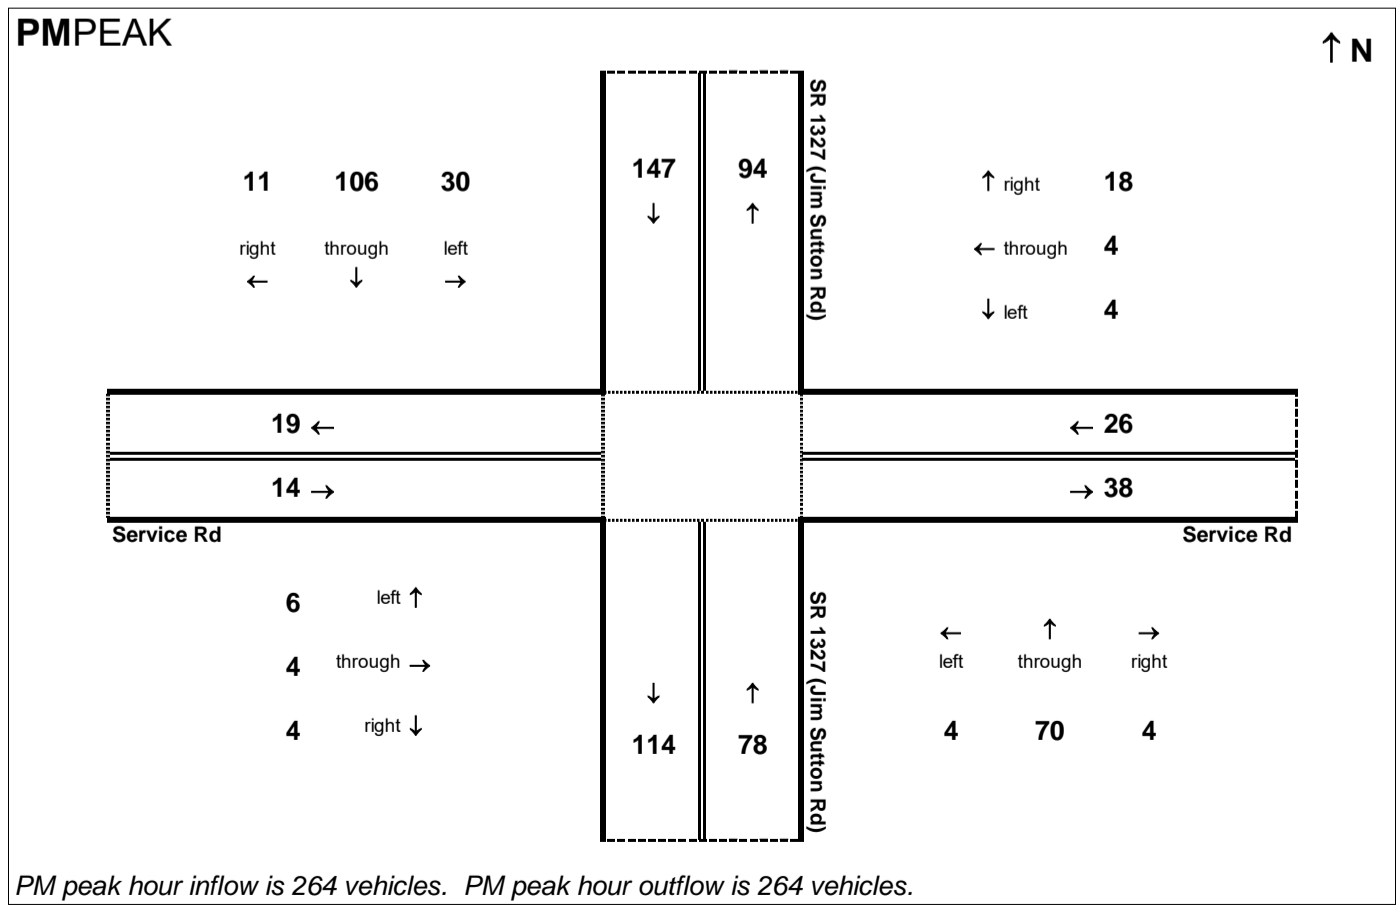 PMPEAK
↑ N
11 106 30
right through left
← ↓ →
147 94
↓ ↑
SR 1327 (Jim Sutton Rd)
↑ right 18
← through 4
↓ left 4
19 ←
14 →
← 26
→ 38
Service Rd
Service Rd
6 left ↑
4 through →
4 right ↓
↓ ↑
114 78
SR 1327 (Jim Sutton Rd)
← ↑ →
left through right
4 70 4
PM peak hour inflow is 264 vehicles. PM peak hour outflow is 264 vehicles.